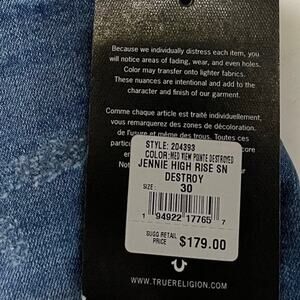 Because we individually distress each item, you
will notice areas of fading, wear, and even holes.
Color may transfer onto lighter fabrics.
These nuances are intentional and add to the
character and finish of our garment.
Comme chaque article est traité individuellement,
vous remarquerez des zones de décoloration,
de l'usure et même des trous. Toutes ces
STYLE: 204393
COLOR: MED VIEW POINTE DESTROYED
JENNIE HIGH RISE SN
DESTROY
SIZE: 30
1 94922 17765 7
SUGG RETAIL
PRICE $179.00
WWW.TRUERELIGION.COM